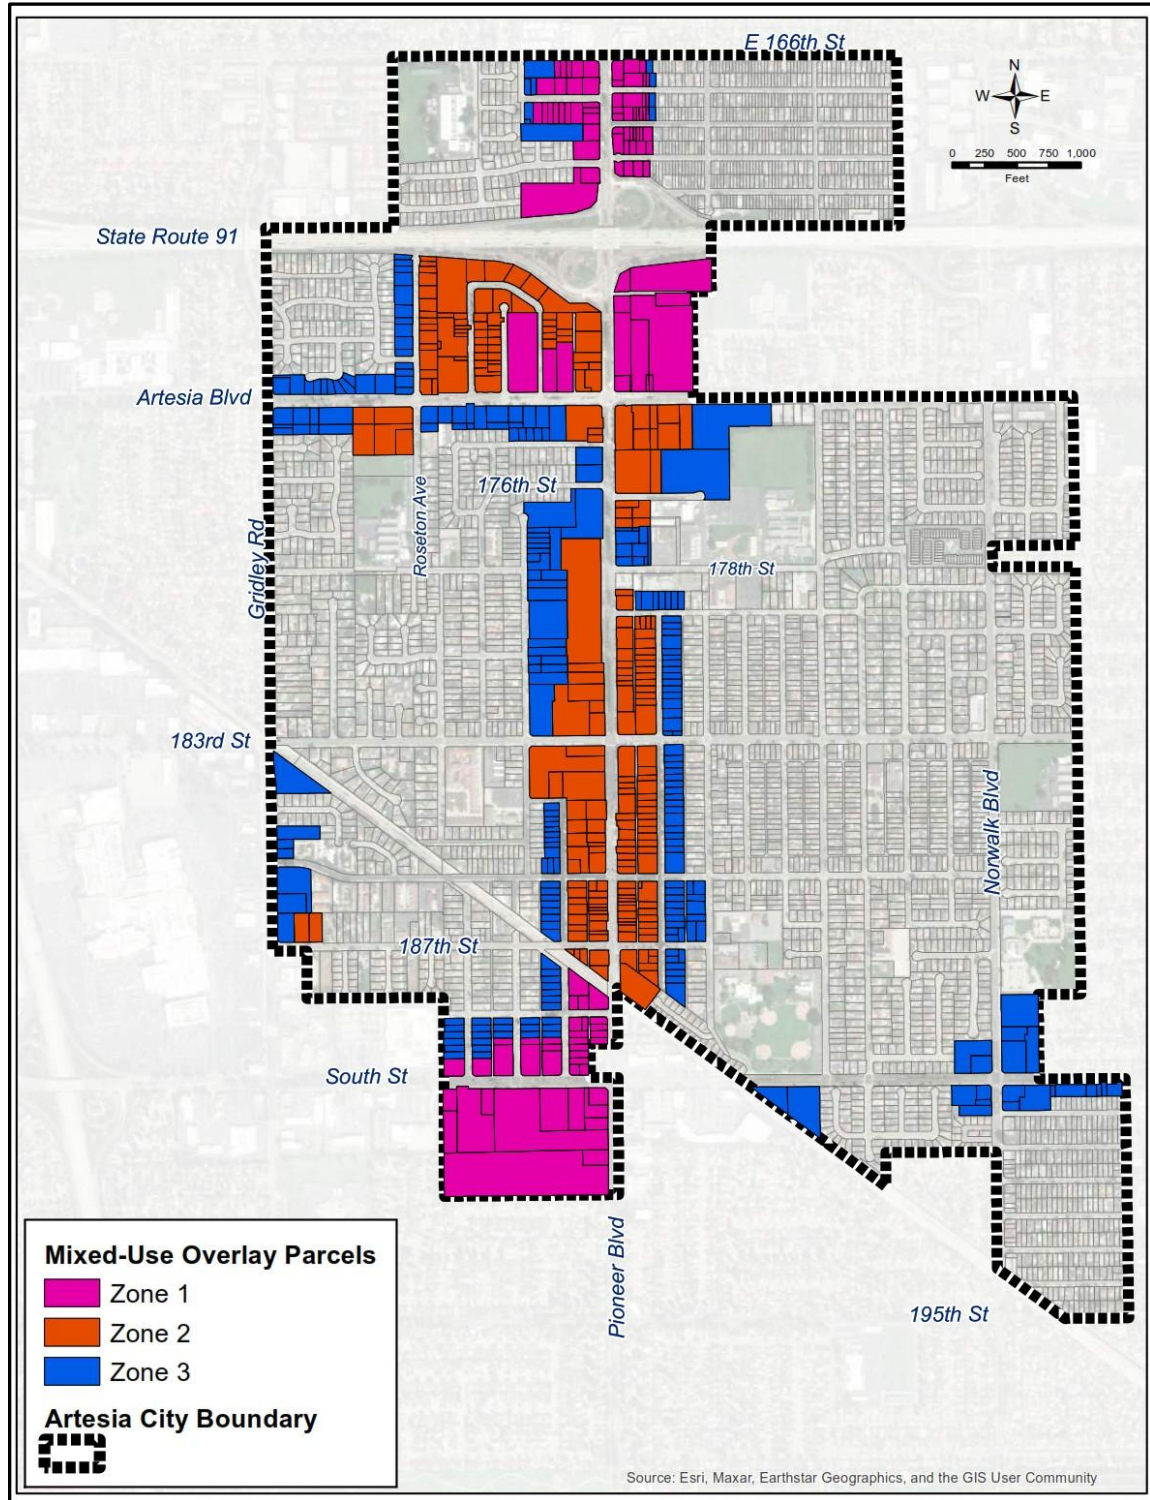 E 166th St
N
W E
S
0 250 500 750 1,000
Feet
State Route 91
Artesia Blvd
176th St
Roseton Ave
Gridley Rd
178th St
183rd St
Norwalk Blvd
187th St
South St
Pioneer Blvd
195th St
Mixed-Use Overlay Parcels
Zone 1
Zone 2
Zone 3
Artesia City Boundary
Source: Esri, Maxar, Earthstar Geographics, and the GIS User Community